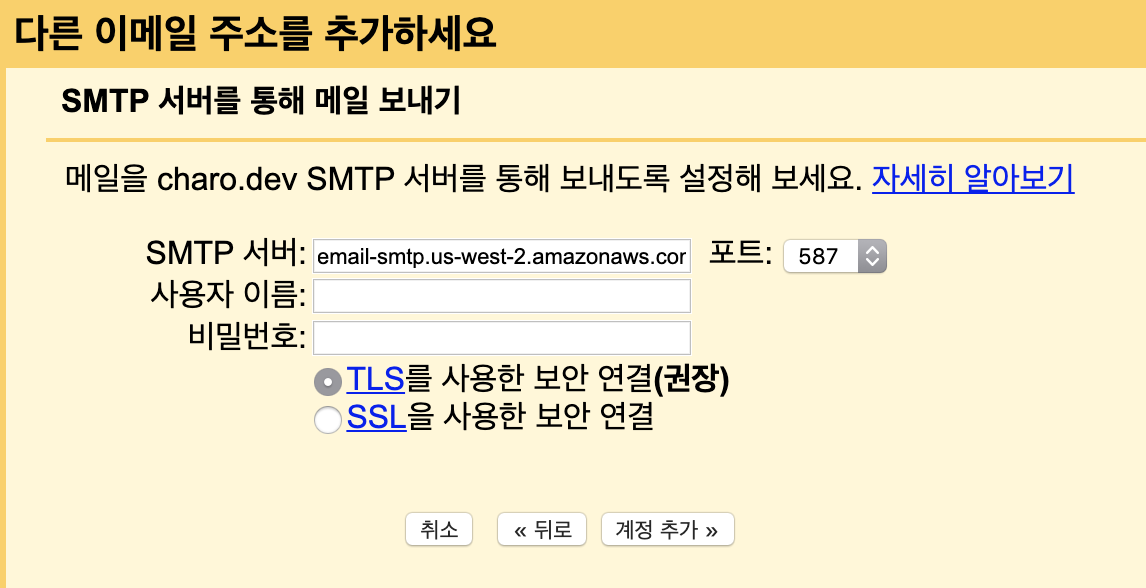 다른 이메일 주소를 추가하세요
SMTP 서버를 통해 메일 보내기
메일을 charo.dev SMTP 서버를 통해 보내도록 설정해 보세요. 자세히 알아보기
SMTP 서버: email-smtp.us-west-2.amazonaws.cor 포트: 587
사용자 이름:
비밀번호:
TLS를 사용한 보안 연결(권장)
SSL을 사용한 보안 연결
취소 « 뒤로 계정 추가 »